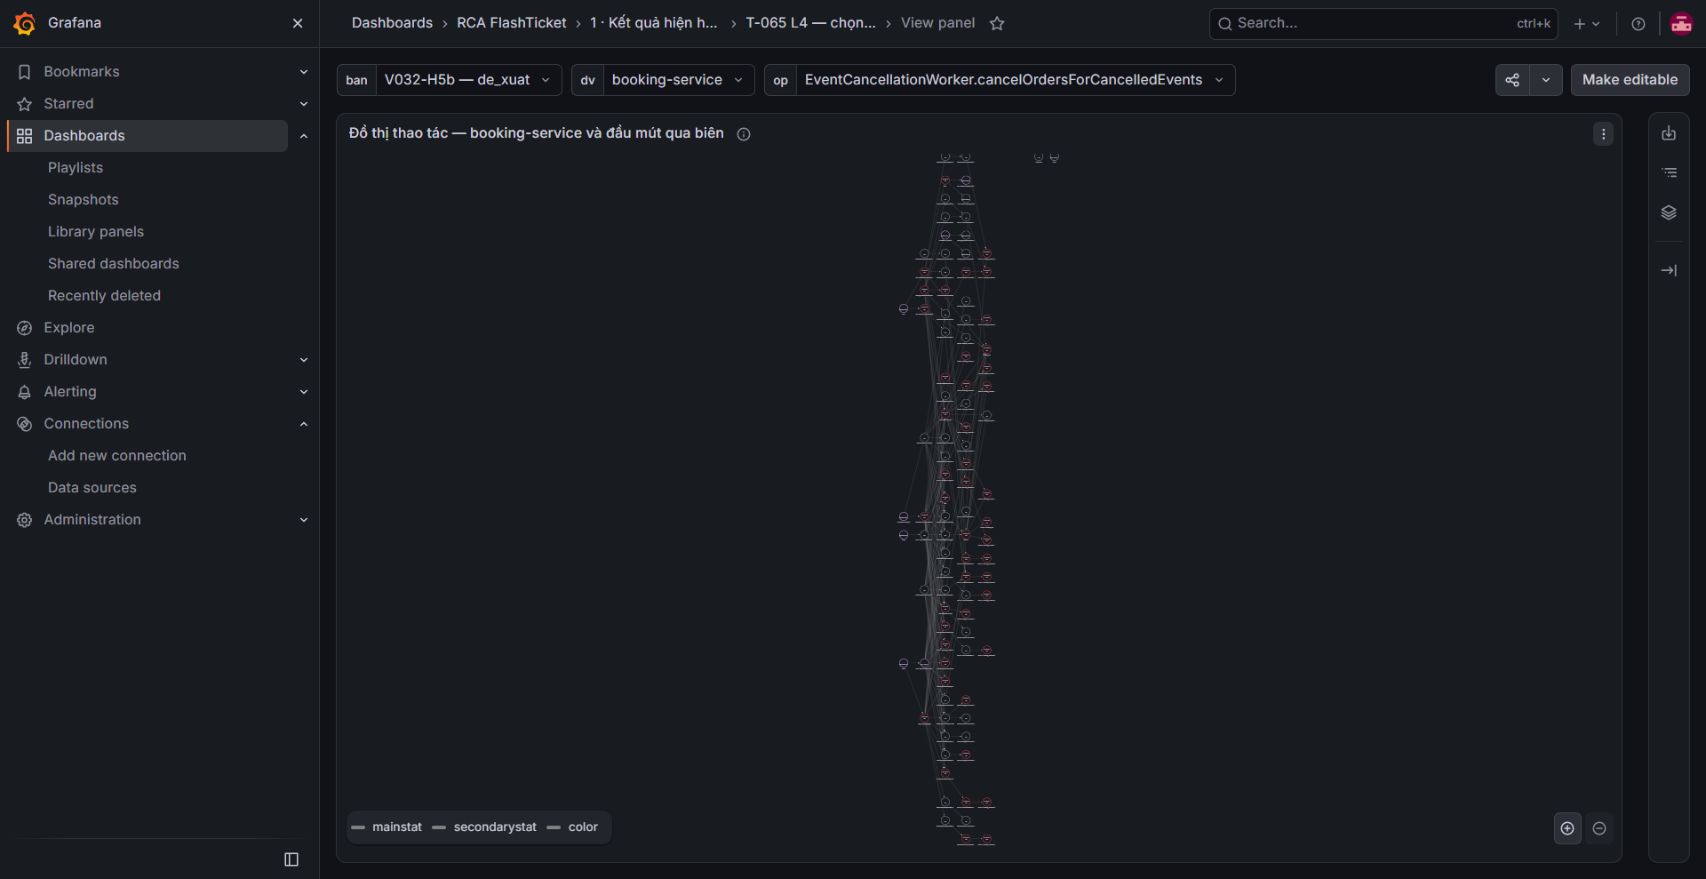 Grafana
Dashboards › RCA FlashTicket › 1 · Kết quả hiện h... › T-065 L4 — chọn... › View panel
Search...
ctrl+k
Bookmarks
Starred
Dashboards
Playlists
Snapshots
Library panels
Shared dashboards
Recently deleted
Explore
Drilldown
Alerting
Connections
Add new connection
Data sources
Administration
ban
V032-H5b — de_xuat
dv
booking-service
op
EventCancellationWorker.cancelOrdersForCancelledEvents
Make editable
Đồ thị thao tác — booking-service và đầu mút qua biên
mainstat
secondarystat
color